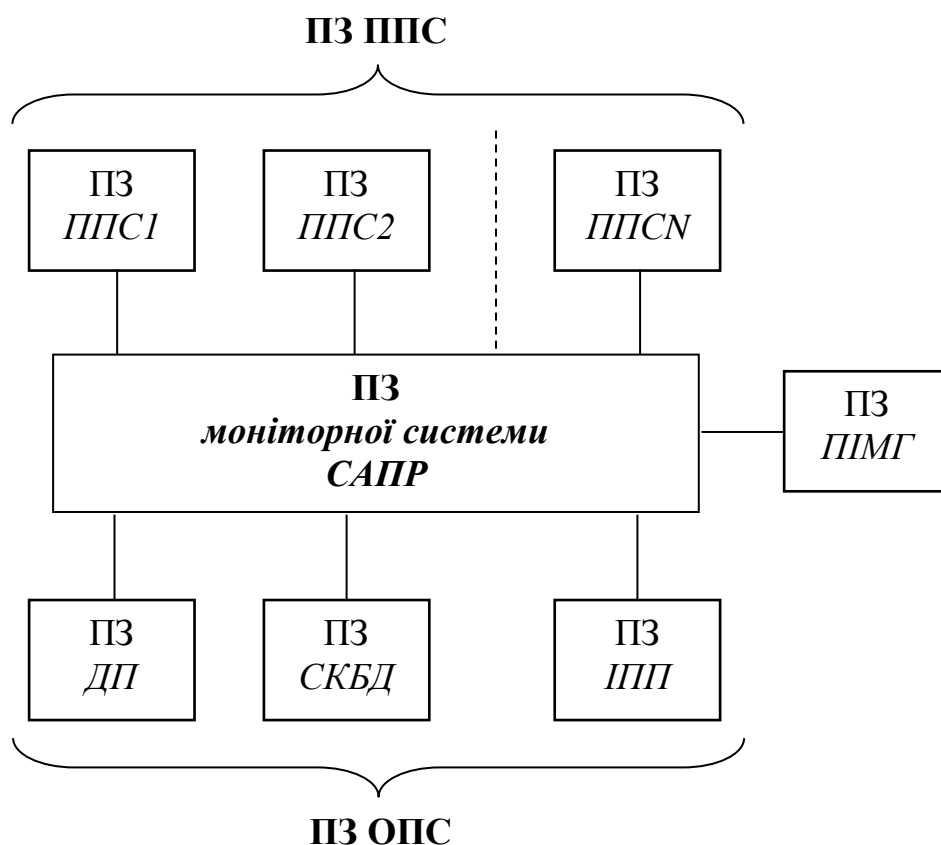 ПЗ ППС
ПЗ
ППС1
ПЗ
ППС2
ПЗ
ППСN
ПЗ
моніторної системи
САПР
ПЗ
ПІМГ
ПЗ
ДП
ПЗ
СКБД
ПЗ
ІПП
ПЗ ОПС